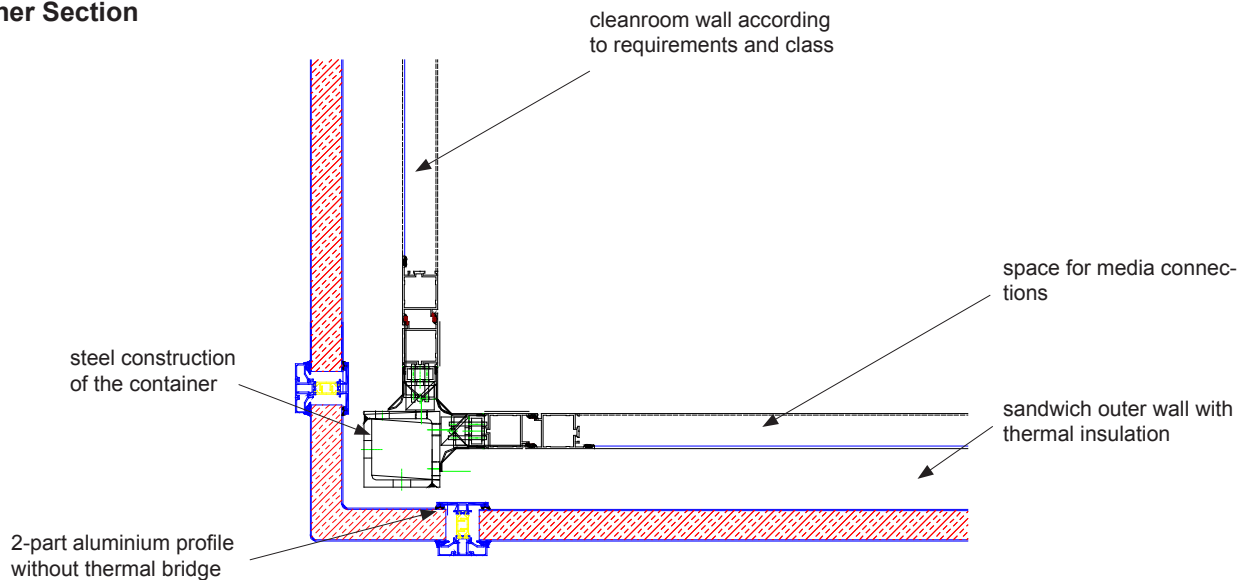 ner Section
cleanroom wall according
to requirements and class
space for media connec-
tions
steel construction
of the container
sandwich outer wall with
thermal insulation
2-part aluminium profile
without thermal bridge